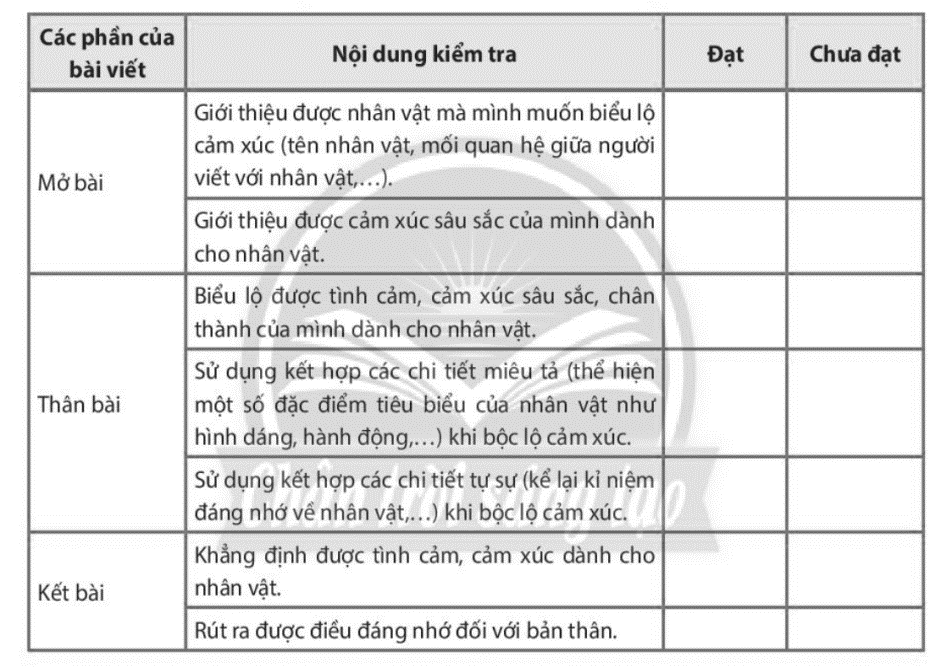 Các phần của
bài viết
Nội dung kiểm tra
Đạt
Chưa đạt
Mở bài
Giới thiệu được nhân vật mà mình muốn biểu lộ
cảm xúc (tên nhân vật, mối quan hệ giữa người
viết với nhân vật,…).
Giới thiệu được cảm xúc sâu sắc của mình dành
cho nhân vật.
Thân bài
Biểu lộ được tình cảm, cảm xúc sâu sắc, chân
thành của mình dành cho nhân vật.
Sử dụng kết hợp các chi tiết miêu tả (thể hiện
một số đặc điểm tiêu biểu của nhân vật như
hình dáng, hành động,…) khi bộc lộ cảm xúc.
Sử dụng kết hợp các chi tiết tự sự (kể lại kỉ niệm
đáng nhớ về nhân vật,…) khi bộc lộ cảm xúc.
Chân trời sáng tạo
Kết bài
Khẳng định được tình cảm, cảm xúc dành cho
nhân vật.
Rút ra được điều đáng nhớ đối với bản thân.